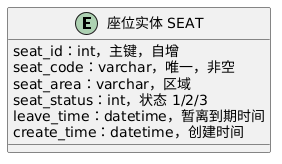 E 座位实体 SEAT
seat_id：int，主键，自增
seat_code：varchar，唯一，非空
seat_area：varchar，区域
seat_status：int，状态 1/2/3
leave_time：datetime，暂离到期时间
create_time：datetime，创建时间